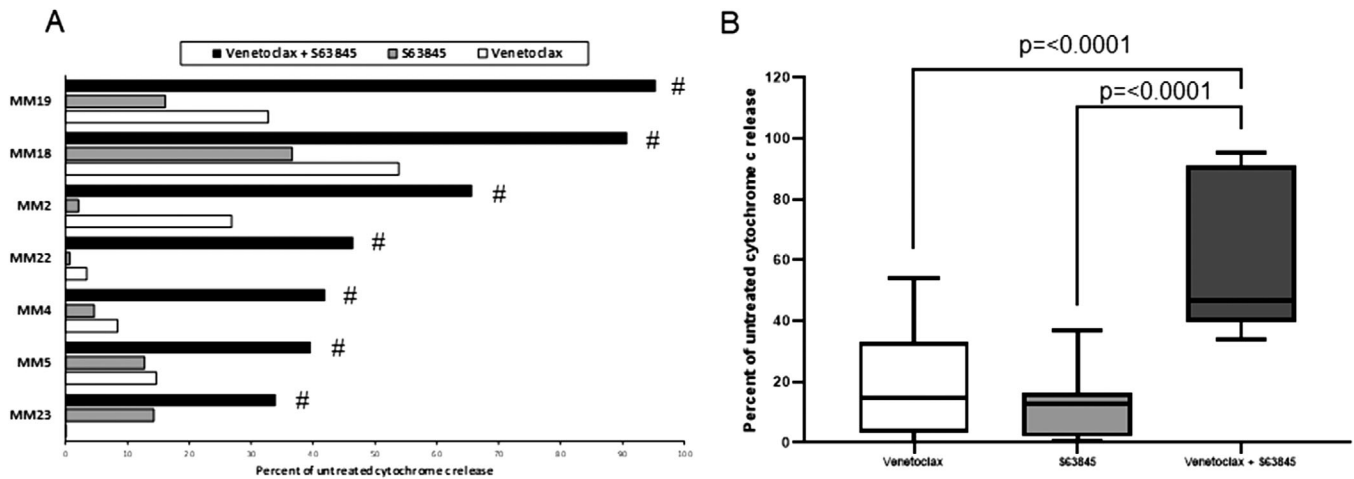 A
Venetoclax + S63845 S63845 Venetoclax
MM19 #
MM18 #
MM2 #
MM22 #
MM4 #
MM5 #
MM23 #
0 10 20 30 40 50 60 70 80 90 100
Percent of untreated cytochrome c release
B
p=<0.0001
p=<0.0001
120
100
80
60
40
20
0
Percent of untreated cytochrome c release
Venetoclax S63845 Venetoclax + S63845